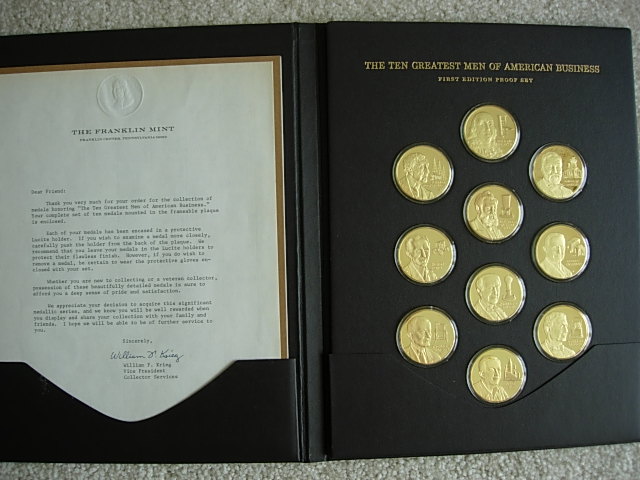 THE FRANKLIN MINT
FRANKLIN CENTER, PENNSYLVANIA 19063
Dear Friend:
Thank you very much for your order for the collection of
medals honoring "The Ten Greatest Men of American Business."
Your complete set of ten medals mounted in the frameable plaque
is enclosed.
Each of your medals has been encased in a protective
Lucite holder. If you wish to examine a medal more closely,
carefully push the holder from the back of the plaque. We
recommend that you leave your medals in the Lucite holders to
protect their flawless finish. However, if you do wish to
remove a medal, be certain to wear the protective gloves en-
closed with your set.
Whether you are new to collecting or a veteran collector,
possession of these beautifully detailed medals is sure to
afford you a deep sense of pride and satisfaction.
We appreciate your decision to acquire this significant
medallic series, and we know you will be well rewarded when
you display and share your collection with your family and
friends. I hope we will be able to be of further service to
you.
Sincerely,
William F. Krieg
William F. Krieg
Vice President
Collector Services
THE TEN GREATEST MEN OF AMERICAN BUSINESS
FIRST EDITION PROOF SET